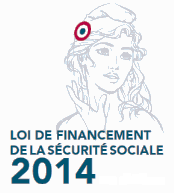 LOI DE FINANCEMENT
DE LA SÉCURITÉ SOCIALE
2014